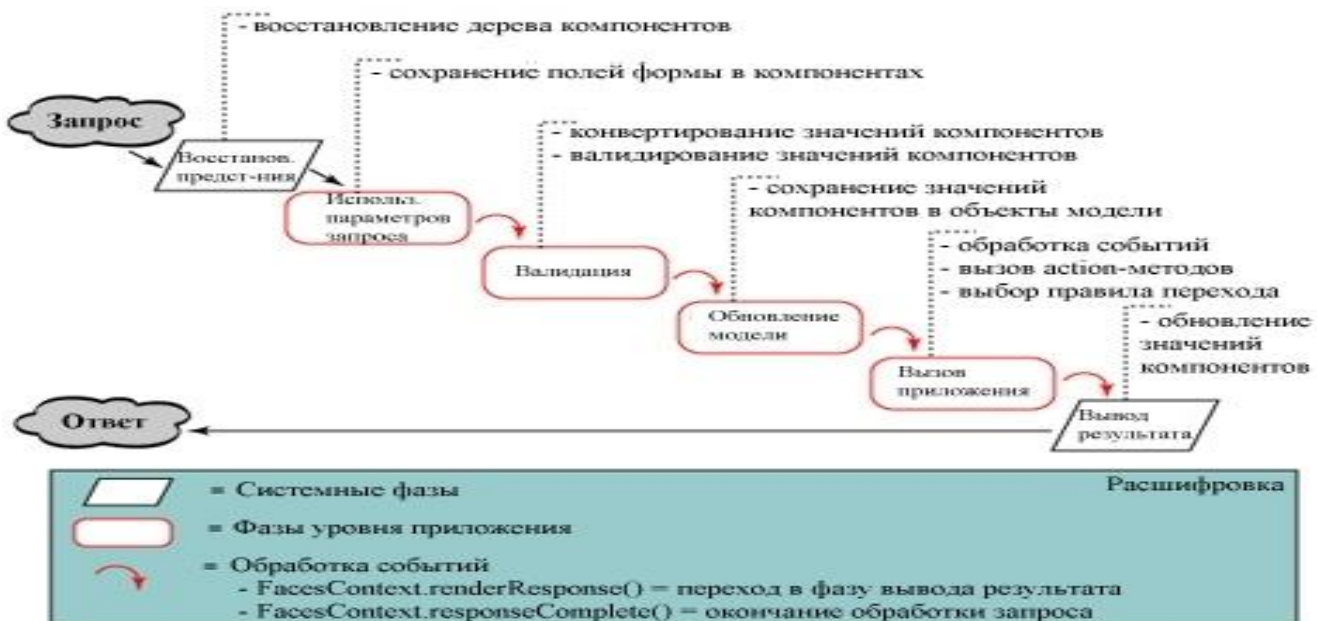 - восстановление дерева компонентов
- сохранение полей формы в компонентах
Запрос
- конвертирование значений компонентов
- валидирование значений компонентов
Восстанов.
предст-ния
- сохранение значений
компонентов в объекты модели
Использ.
параметров
запроса
- обработка событий
- вызов action-методов
- выбор правила перехода
Валидация
- обновление
значений
компонентов
Обновление
модели
Вызов
приложения
Ответ
Вывод
результата
Расшифровка
= Системные фазы
= Фазы уровня приложения
= Обработка событий
- FacesContext.renderResponse() = переход в фазу вывода результата
- FacesContext.responseComplete() = окончание обработки запроса